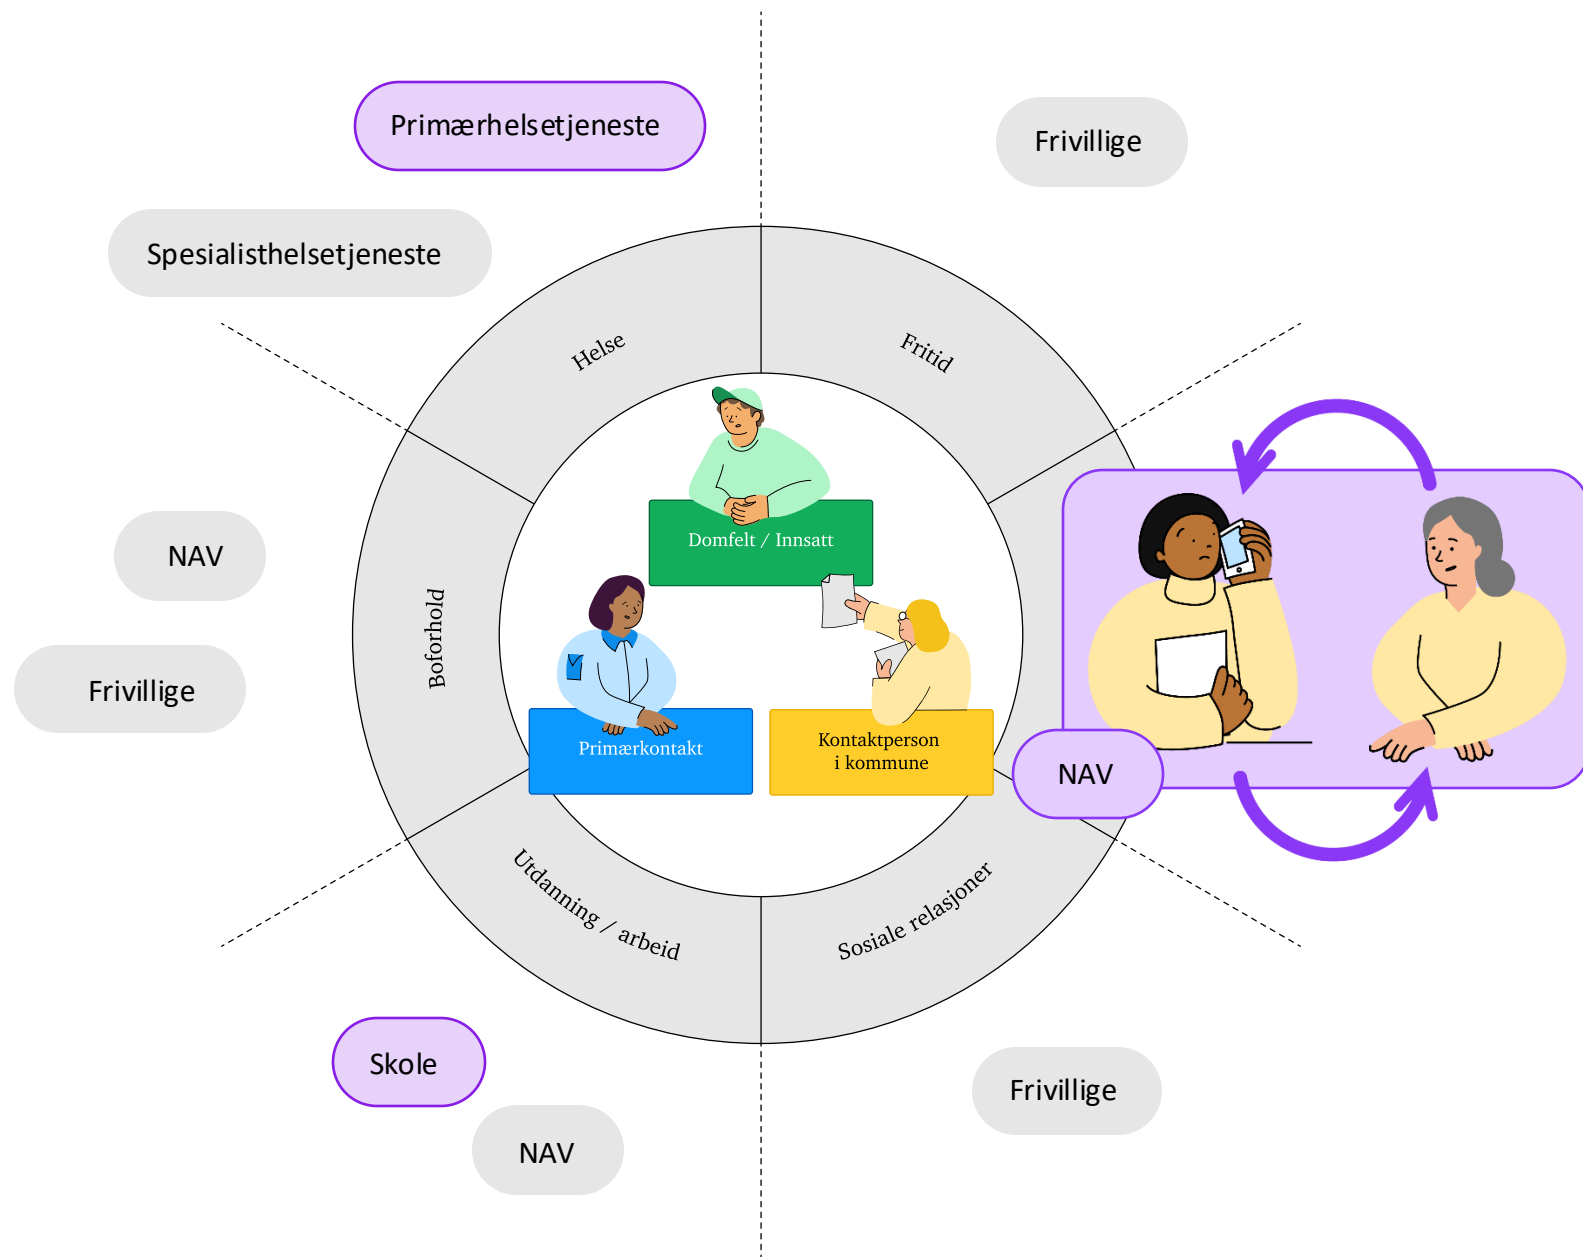 Primærhelsetjeneste
Frivillige
Spesialisthelsetjeneste
Helse
Fritid
Domfelt / Innsatt
NAV
Boforhold
Frivillige
Primærkontakt
Kontaktperson
i kommune
NAV
Utdanning / arbeid
Sosiale relasjoner
Skole
Frivillige
NAV